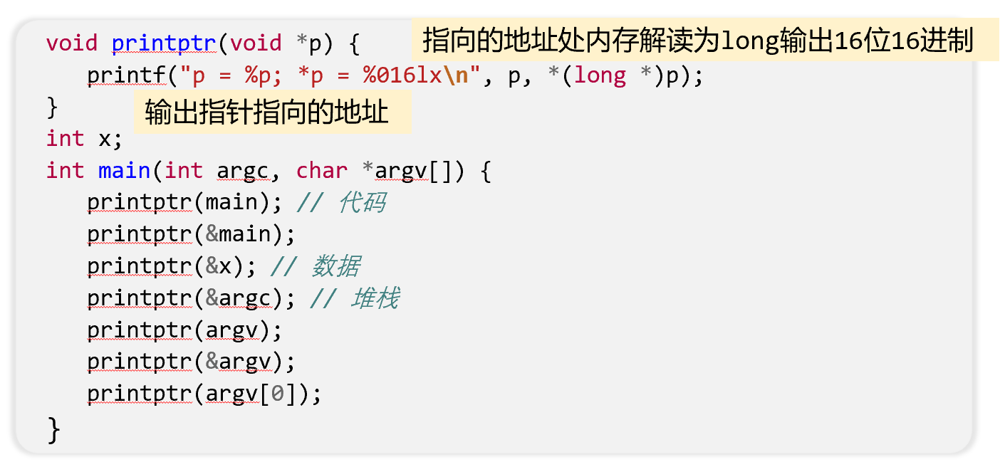 void printptr(void *p) {
指向的地址处内存解读为long输出16位16进制
printf("p = %p; *p = %016lx\n", p, *(long *)p);
}
输出指针指向的地址
int x;
int main(int argc, char *argv[]) {
printptr(main); // 代码
printptr(&main);
printptr(&x); // 数据
printptr(&argc); // 堆栈
printptr(argv);
printptr(&argv);
printptr(argv[0]);
}